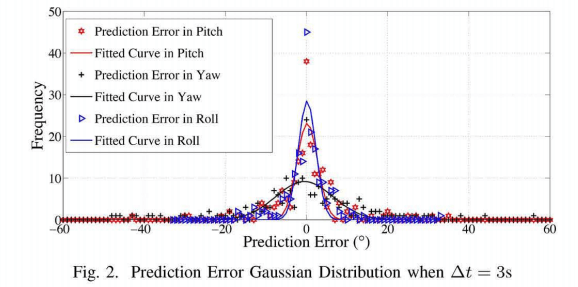 50
40
30
20
10
0
Frequency
Prediction Error in Pitch
Fitted Curve in Pitch
Prediction Error in Yaw
Fitted Curve in Yaw
Prediction Error in Roll
Fitted Curve in Roll
−60 −40 −20 0 20 40 60
Prediction Error (°)
Fig. 2. Prediction Error Gaussian Distribution when Δt = 3s